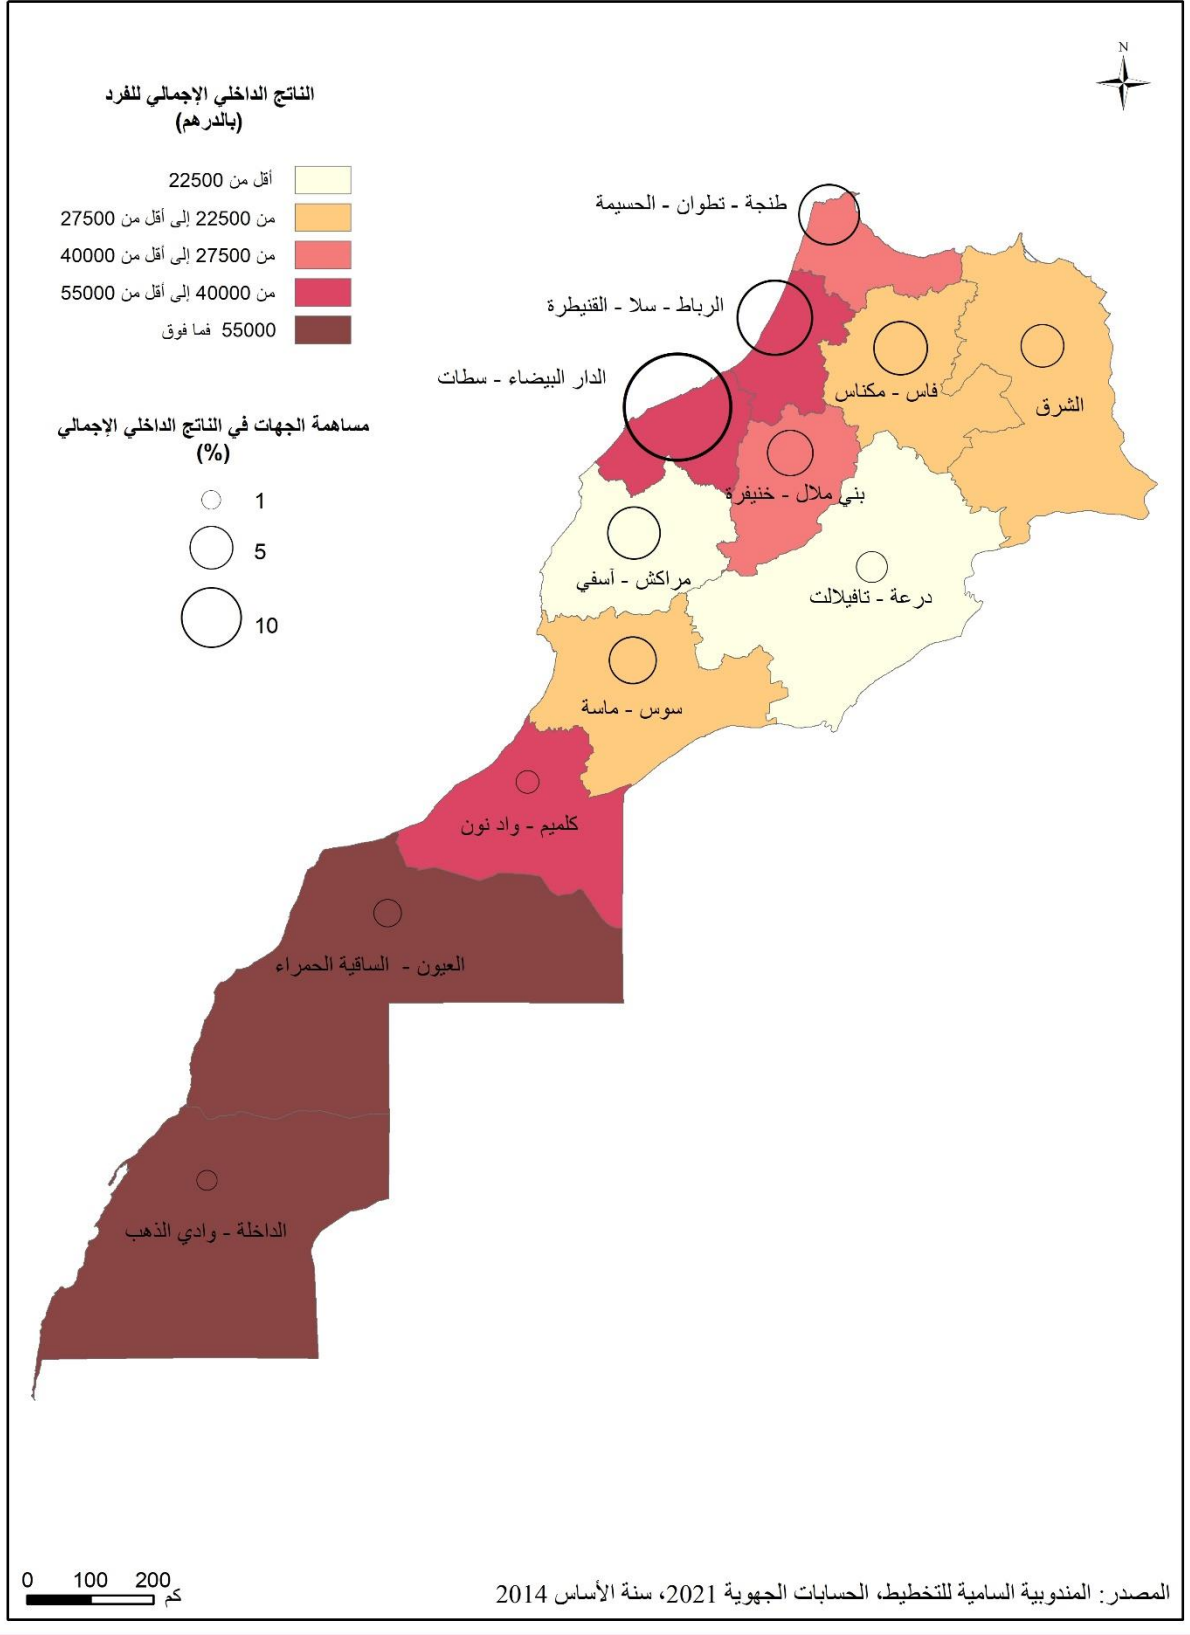 N
الناتج الداخلي الإجمالي للفرد
(بالدرهم)
أقل من 22500
من 22500 إلى أقل من 27500
من 27500 إلى أقل من 40000
من 40000 إلى أقل من 55000
55000 فما فوق
مساهمة الجهات في الناتج الداخلي الإجمالي
(%)
1
5
10
طنجة - تطوان - الحسيمة
الرباط - سلا - القنيطرة
الدار البيضاء - سطات
فاس - مكناس
الشرق
بني ملال - خنيفرة
مراكش - آسفي
درعة - تافيلالت
سوس - ماسة
كلميم - واد نون
العيون - الساقية الحمراء
الداخلة - وادي الذهب
0 100 200
كم
المصدر: المندوبية السامية للتخطيط، الحسابات الجهوية 2021، سنة الأساس 2014